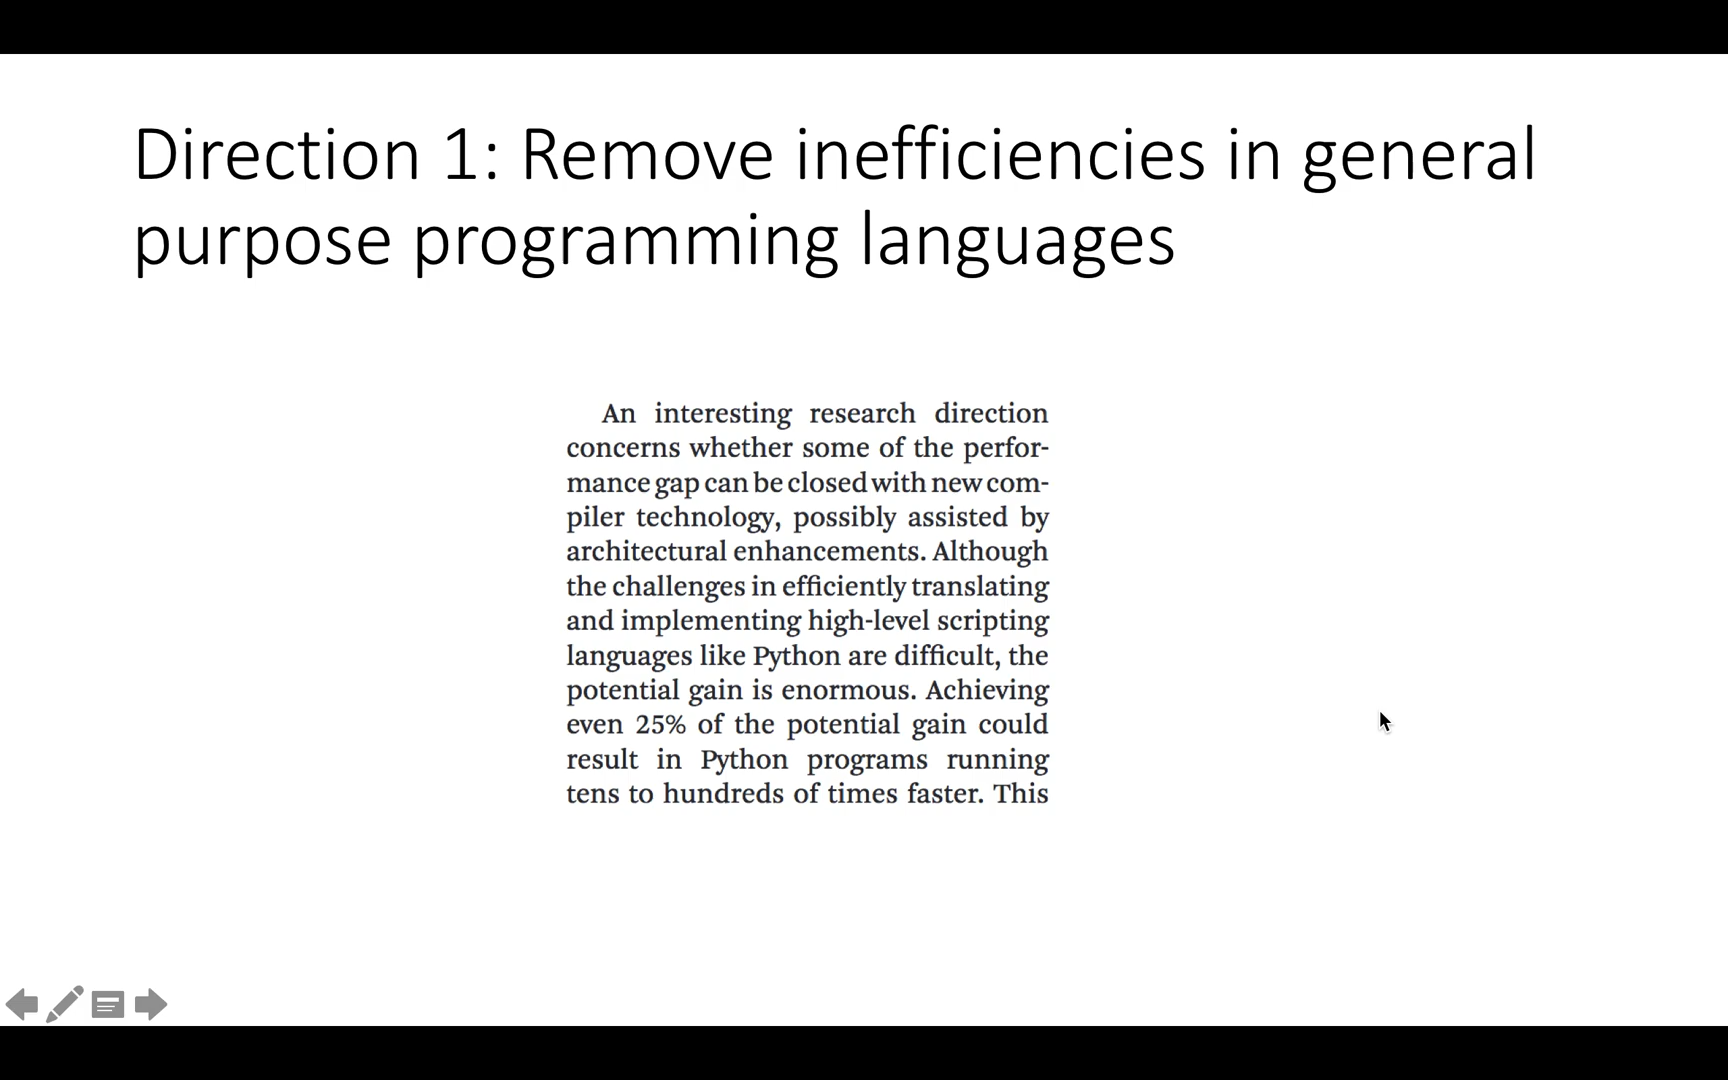 Direction 1: Remove inefficiencies in general
purpose programming languages
An interesting research direction
concerns whether some of the perfor-
mance gap can be closed with new com-
piler technology, possibly assisted by
architectural enhancements. Although
the challenges in efficiently translating
and implementing high-level scripting
languages like Python are difficult, the
potential gain is enormous. Achieving
even 25% of the potential gain could
result in Python programs running
tens to hundreds of times faster. This